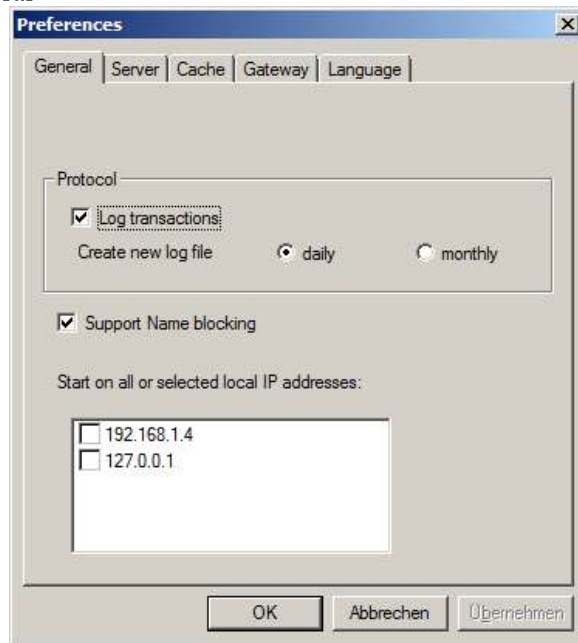 Preferences
General Server Cache Gateway Language
Protocol
Log transactions
Create new log file daily monthly
Support Name blocking
Start on all or selected local IP addresses:
192.168.1.4
127.0.0.1
OK Abbrechen Übernehmen